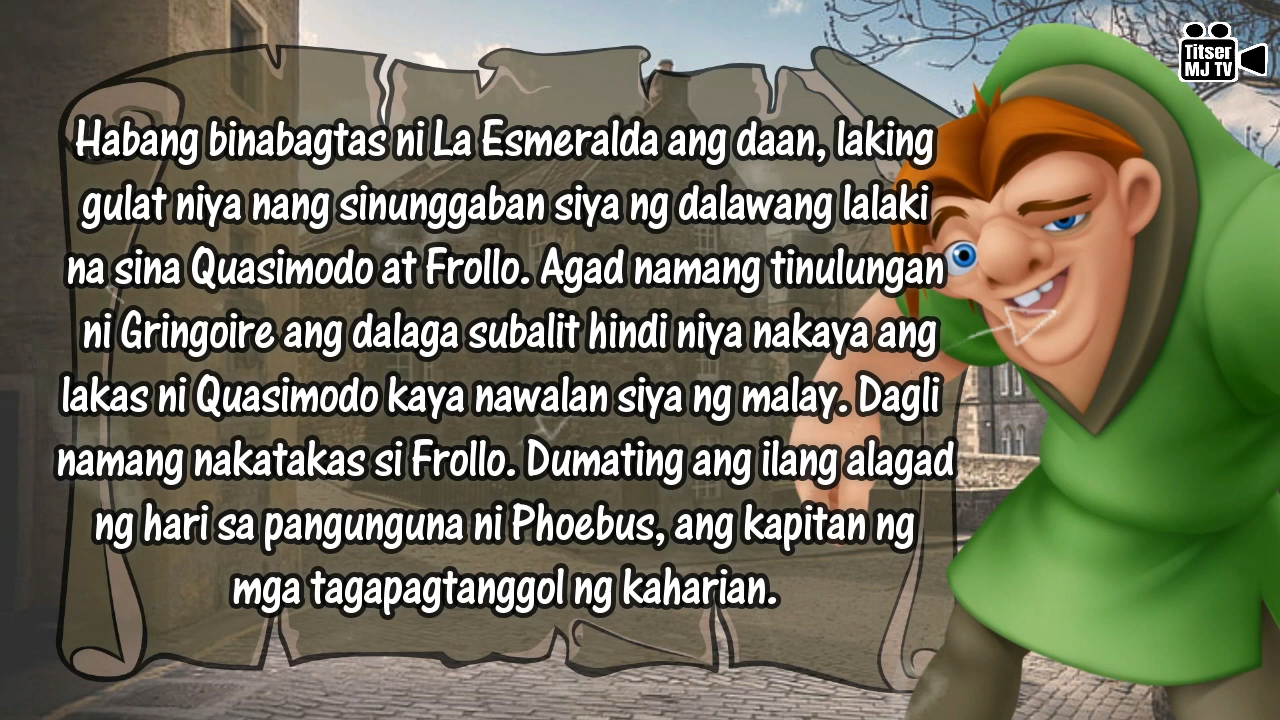 Titser
MJ TV
Habang binabagtas ni La Esmeralda ang daan, laking
gulat niya nang sinunggaban siya ng dalawang lalaki
na sina Quasimodo at Frollo. Agad namang tinulungan
ni Gringoire ang dalaga subalit hindi niya nakaya ang
lakas ni Quasimodo kaya nawalan siya ng malay. Dagli
namang nakatakas si Frollo. Dumating ang ilang alagad
ng hari sa pangunguna ni Phoebus, ang kapitan ng
mga tagapagtanggol ng kaharian.